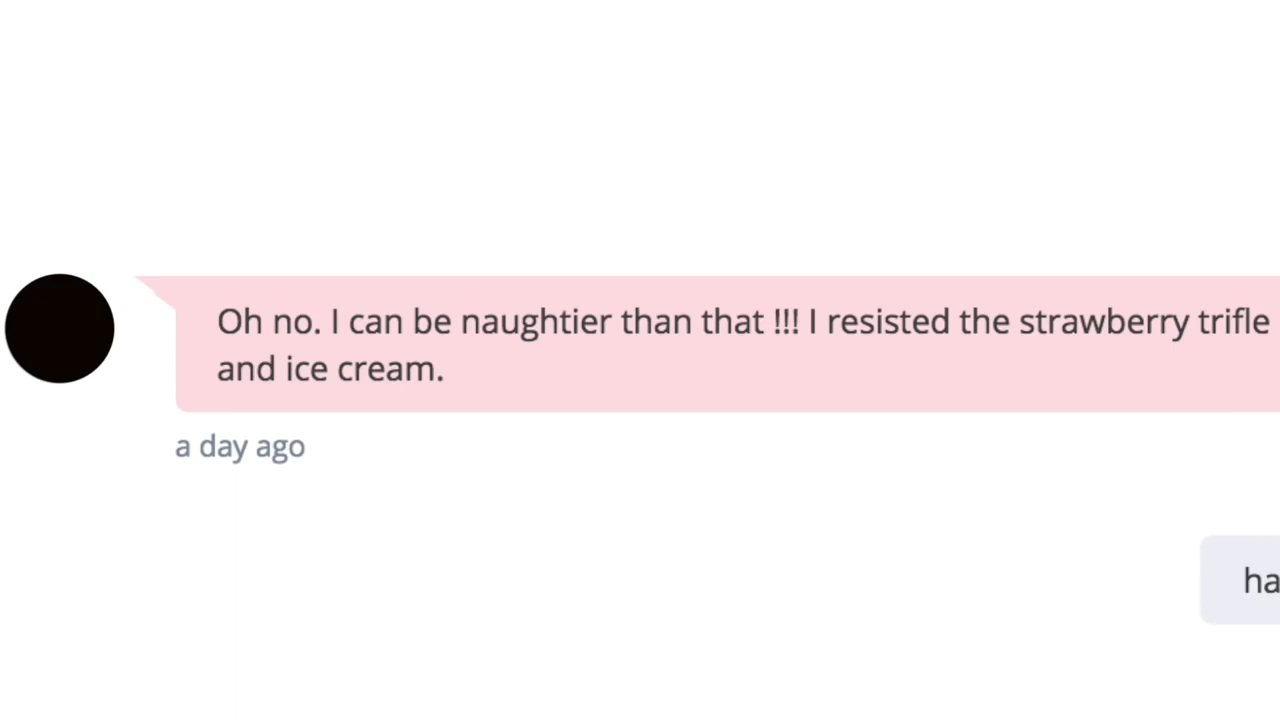 Oh no. I can be naughtier than that !!! I resisted the strawberry trifle
and ice cream.
a day ago
ha